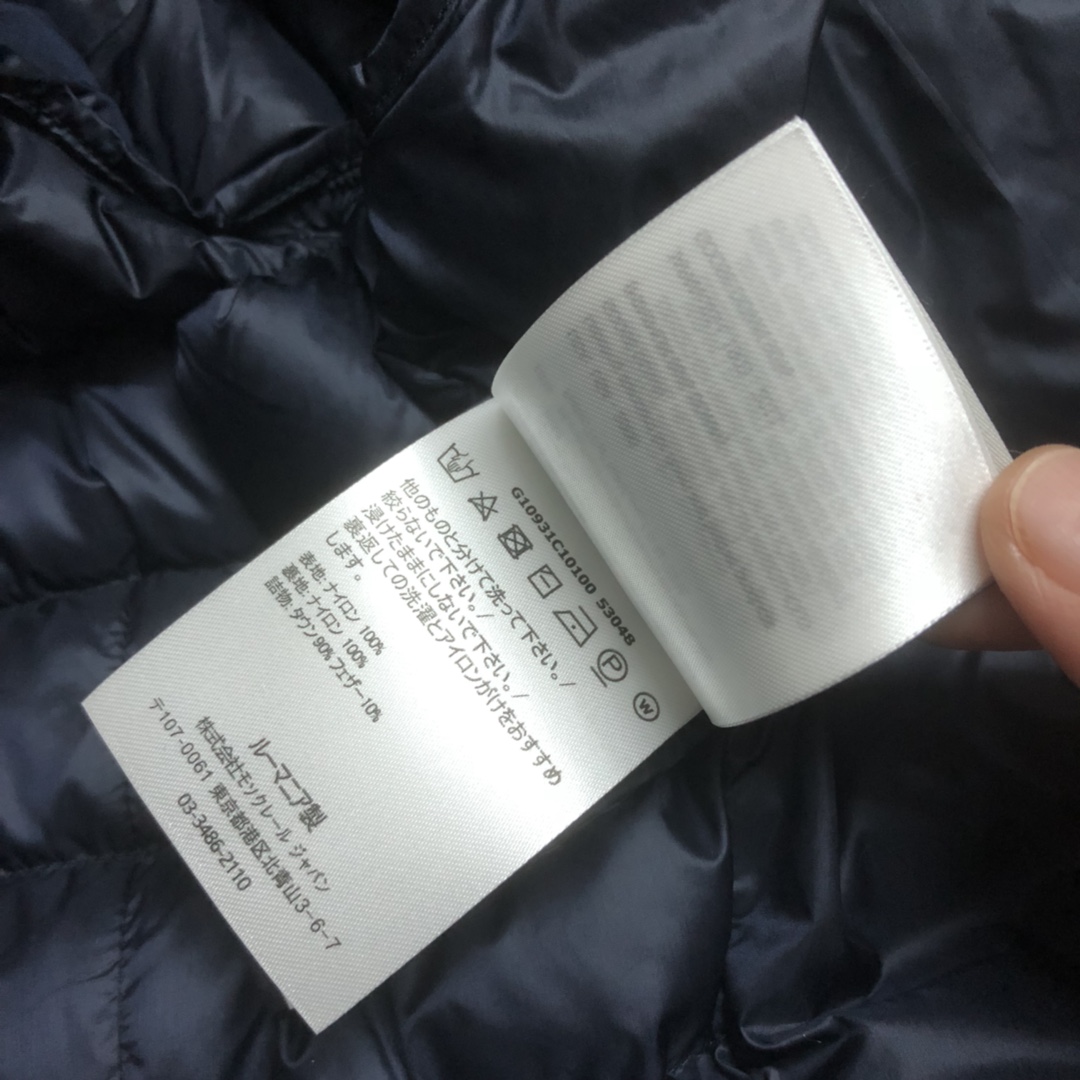 G10931C10100 53048
P
W
他のものと分けて洗って下さい。/
絞らないで下さい。/
浸けたままにしないで下さい。/
裏返しての洗濯とアイロンがけをおすすめ
します。
表地: ナイロン 100%
裏地: ナイロン 100%
詰物: ダウン90% フェザー10%
ルーマニア製
株式会社モックレール ジャパン
〒107-0061 東京都港区北青山3-6-7
03-3486-2110